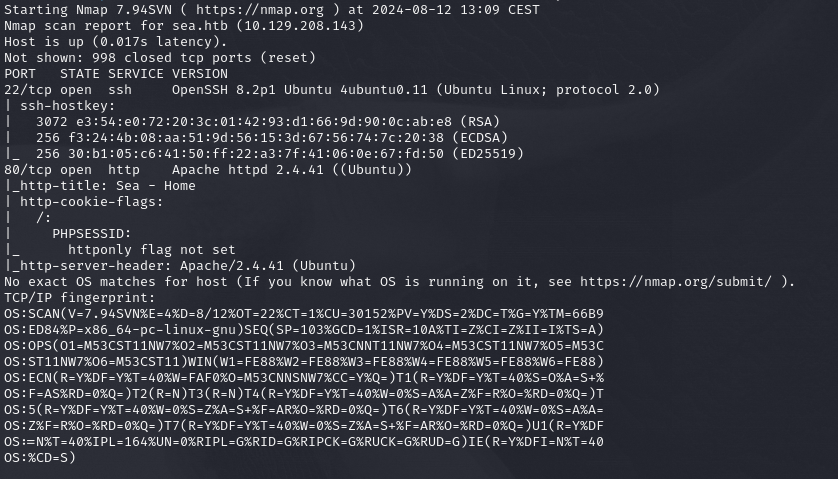 Starting Nmap 7.94SVN ( https://nmap.org ) at 2024-08-12 13:09 CEST
Nmap scan report for sea.htb (10.129.208.143)
Host is up (0.017s latency).
Not shown: 998 closed tcp ports (reset)
PORT   STATE SERVICE VERSION
22/tcp open  ssh     OpenSSH 8.2p1 Ubuntu 4ubuntu0.11 (Ubuntu Linux; protocol 2.0)
| ssh-hostkey:
|   3072 e3:54:e0:72:20:3c:01:42:93:d1:66:9d:90:0c:ab:e8 (RSA)
|   256 f3:24:4b:08:aa:51:9d:56:15:3d:67:56:74:7c:20:38 (ECDSA)
|_  256 30:b1:05:c6:41:50:ff:22:a3:7f:41:06:0e:67:fd:50 (ED25519)
80/tcp open  http    Apache httpd 2.4.41 ((Ubuntu))
|_http-title: Sea - Home
| http-cookie-flags:
|   /:
|     PHPSESSID:
|_      httponly flag not set
|_http-server-header: Apache/2.4.41 (Ubuntu)
No exact OS matches for host (If you know what OS is running on it, see https://nmap.org/submit/ ).
TCP/IP fingerprint:
OS:SCAN(V=7.94SVN%E=4%D=8/12%OT=22%CT=1%CU=30152%PV=Y%DS=2%DC=T%G=Y%TM=66B9
OS:ED84%P=x86_64-pc-linux-gnu)SEQ(SP=103%GCD=1%ISR=10A%TI=Z%CI=Z%II=I%TS=A)
OS:OPS(O1=M53CST11NW7%O2=M53CST11NW7%O3=M53CNNT11NW7%O4=M53CST11NW7%O5=M53C
OS:ST11NW7%O6=M53CST11)WIN(W1=FE88%W2=FE88%W3=FE88%W4=FE88%W5=FE88%W6=FE88)
OS:ECN(R=Y%DF=Y%T=40%W=FAF0%O=M53CNNSNW7%CC=Y%Q=)T1(R=Y%DF=Y%T=40%S=O%A=S+%
OS:F=AS%RD=0%Q=)T2(R=N)T3(R=N)T4(R=Y%DF=Y%T=40%W=0%S=A%A=Z%F=R%O=%RD=0%Q=)T
OS:5(R=Y%DF=Y%T=40%W=0%S=Z%A=S+%F=AR%O=%RD=0%Q=)T6(R=Y%DF=Y%T=40%W=0%S=A%A=
OS:Z%F=R%O=%RD=0%Q=)T7(R=Y%DF=Y%T=40%W=0%S=Z%A=S+%F=AR%O=%RD=0%Q=)U1(R=Y%DF
OS:=N%T=40%IPL=164%UN=0%RIPL=G%RID=G%RIPCK=G%RUCK=G%RUD=G)IE(R=Y%DFI=N%T=40
OS:%CD=S)